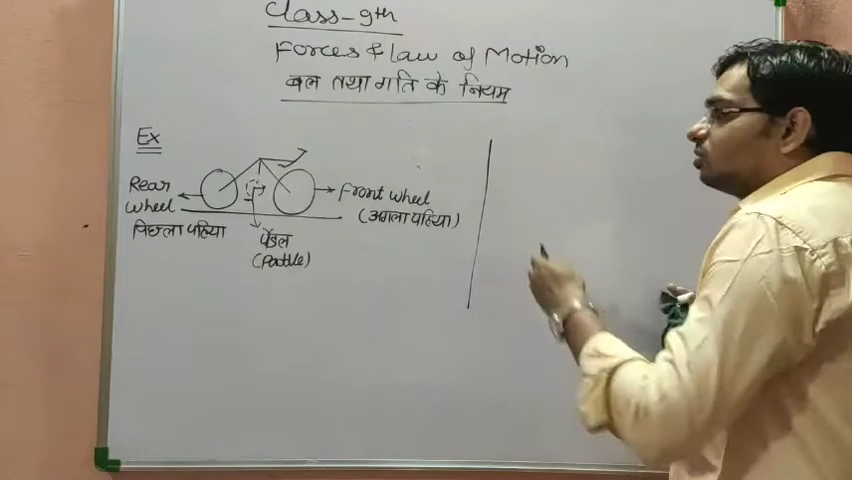 Class-9th
Forces & law of Motion
बल तथा गति के नियम
Ex
Rear
wheel
पिछला पहिया
Front wheel
(अगला पहिया)
पैडल
(Paddle)